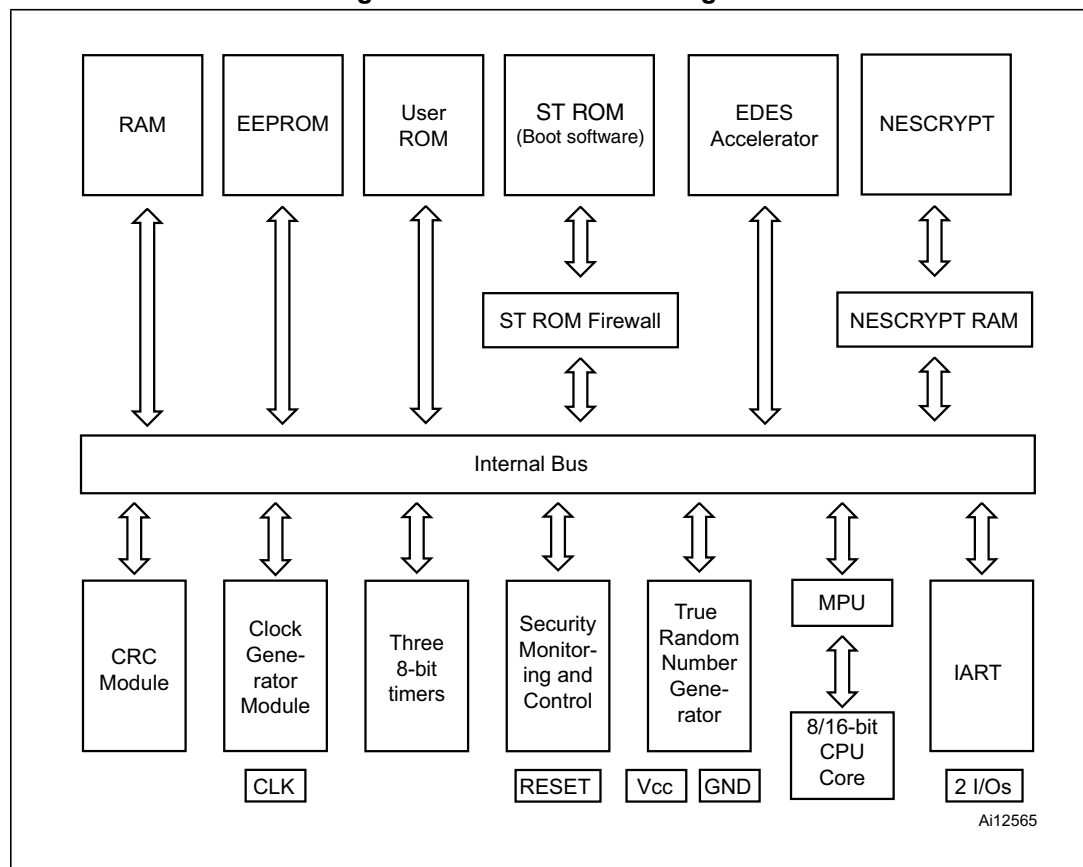 RAM
EEPROM
User
ROM
ST ROM
(Boot software)
EDES
Accelerator
NESCRYPT
ST ROM Firewall
NESCRYPT RAM
Internal Bus
CRC
Module
Clock
Gene-
rator
Module
Three
8-bit
timers
Security
Monitor-
ing and
Control
True
Random
Number
Gene-
rator
MPU
8/16-bit
CPU
Core
IART
CLK
RESET
Vcc
GND
2 I/Os
Ai12565